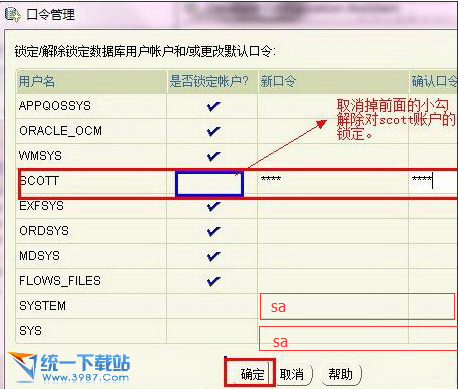 口令管理
锁定/解除锁定数据库用户帐户和/或更改默认口令:
用户名 是否锁定帐户? 新口令 确认口令
APPQOSSYS
ORACLE_OCM
WMSYS
SCOTT **** ****
EXFSYS
ORDSYS
MDSYS
FLOWS_FILES
SYSTEM sa
SYS sa
取消掉前面的小勾
解除对scott账户的
锁定。
确定 取消 帮助
统一下载站
www.3987.com